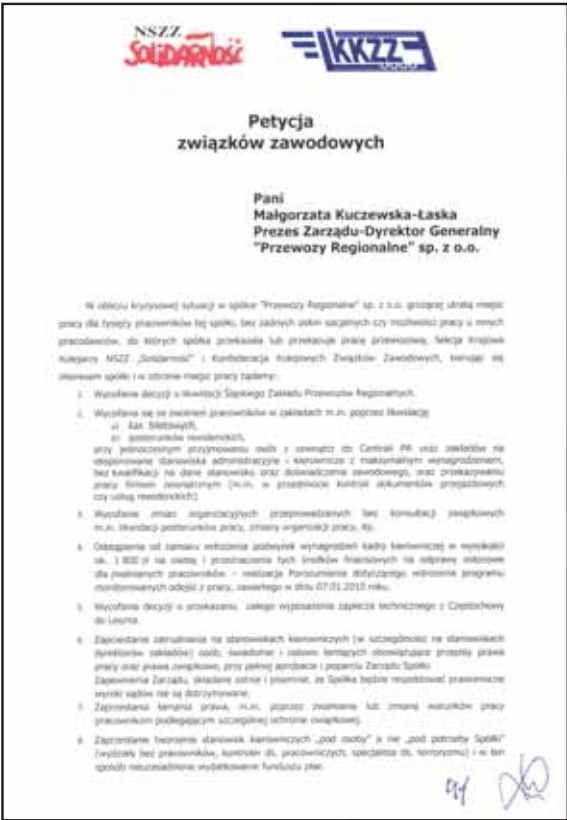 NSZZ
SOLIDARNOŚĆ
KKZZ
Petycja
związków zawodowych
Pani
Małgorzata Kuczewska-Łaska
Prezes Zarządu-Dyrektor Generalny
"Przewozy Regionalne" sp. z o.o.
W obliczu kryzysowej sytuacji w spółce "Przewozy Regionalne" sp. z o.o. grożącej utratą miejsc
pracy dla tysięcy pracowników tej spółki, bez żadnych osłon socjalnych czy możliwości pracy u innych
pracodawców, do których spółka przekazała lub przekazuje pracę przewozową, Sekcja Krajowa
Kolejarzy NSZZ „Solidarność" i Konfederacja Kolejowych Związków Zawodowych, kierując się
interesem spółki i w obronie miejsc pracy żądamy:
1. Wycofania decyzji o likwidacji Śląskiego Zakładu Przewozów Regionalnych.
2. Wycofania się ze zwolnień pracowników w zakładach m.in. poprzez likwidację
a) kas biletowych,
b) posterunków rewidenckich,
przy jednoczesnym przyjmowaniu osób z zewnątrz do Centrali PR oraz zakładów na
eksponowane stanowiska administracyjne i kierownicze z maksymalnym wynagrodzeniem,
bez kwalifikacji na dane stanowisko oraz doświadczenia zawodowego, oraz przekazywaniu
pracy firmom zewnętrznym (m.in. w przedmiocie kontroli dokumentów przejazdowych
czy usług rewidenckich)
3. Wycofania zmian organizacyjnych przeprowadzanych bez konsultacji związkowych
m.in. likwidacji posterunków pracy, zmiany organizacji pracy, itp.
4. Odstąpienia od zamiaru wdrożenia podwyżek wynagrodzeń kadry kierowniczej w wysokości
ok. 1 800 zł na osobę i przeznaczenia tych środków finansowych na odprawy osłonowe
dla zwalnianych pracowników – realizacja Porozumienia dotyczącego wdrożenia programu
monitorowanych odejść z pracy, zawartego w dniu 07.01.2010 roku.
5. Wycofania decyzji o przekazaniu całego wyposażenia zaplecza technicznego z Częstochowy
do Leszna.
6. Zaprzestanie zatrudniania na stanowiskach kierowniczych (w szczególności na stanowiskach
dyrektorów zakładów) osób, świadomie i celowo łamiących obowiązujące przepisy prawa
pracy oraz prawa związkowe, przy pełnej aprobacie i poparciu Zarządu Spółki.
Zapewnienia Zarządu, składane ustnie i pisemnie, że Spółka będzie respektować prawomocne
wyroki sądów nie są dotrzymywane.
7. Zaprzestania łamania prawa, m.in. poprzez zwalnianie lub zmianę warunków pracy
pracownikom podlegającym szczególnej ochronie związkowej.
8. Zaprzestanie tworzenia stanowisk kierowniczych „pod osoby" a nie „pod potrzeby Spółki"
(wydziały bez pracowników, kontroler ds. pracowniczych, specjalista ds. terroryzmu) i w ten
sposób nieuzasadnione wydatkowanie funduszu płac.